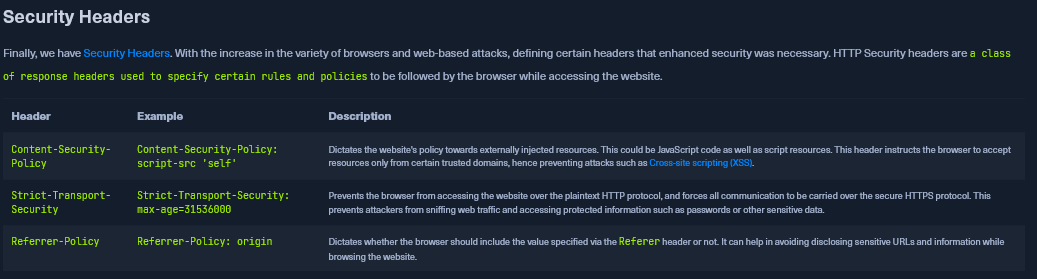 Security Headers
Finally, we have Security Headers. With the increase in the variety of browsers and web-based attacks, defining certain headers that enhanced security was necessary. HTTP Security headers are a class
of response headers used to specify certain rules and policies to be followed by the browser while accessing the website.
Header Example Description
Content-Security- Content-Security-Policy: Dictates the website's policy towards externally injected resources. This could be JavaScript code as well as script resources. This header instructs the browser to accept
Policy script-src 'self' resources only from certain trusted domains, hence preventing attacks such as Cross-site scripting (XSS).
Strict-Transport- Strict-Transport-Security: Prevents the browser from accessing the website over the plaintext HTTP protocol, and forces all communication to be carried over the secure HTTPS protocol. This
Security max-age=31536000 prevents attackers from sniffing web traffic and accessing protected information such as passwords or other sensitive data.
Referrer-Policy Referrer-Policy: origin Dictates whether the browser should include the value specified via the Referer header or not. It can help in avoiding disclosing sensitive URLs and information while
browsing the website.